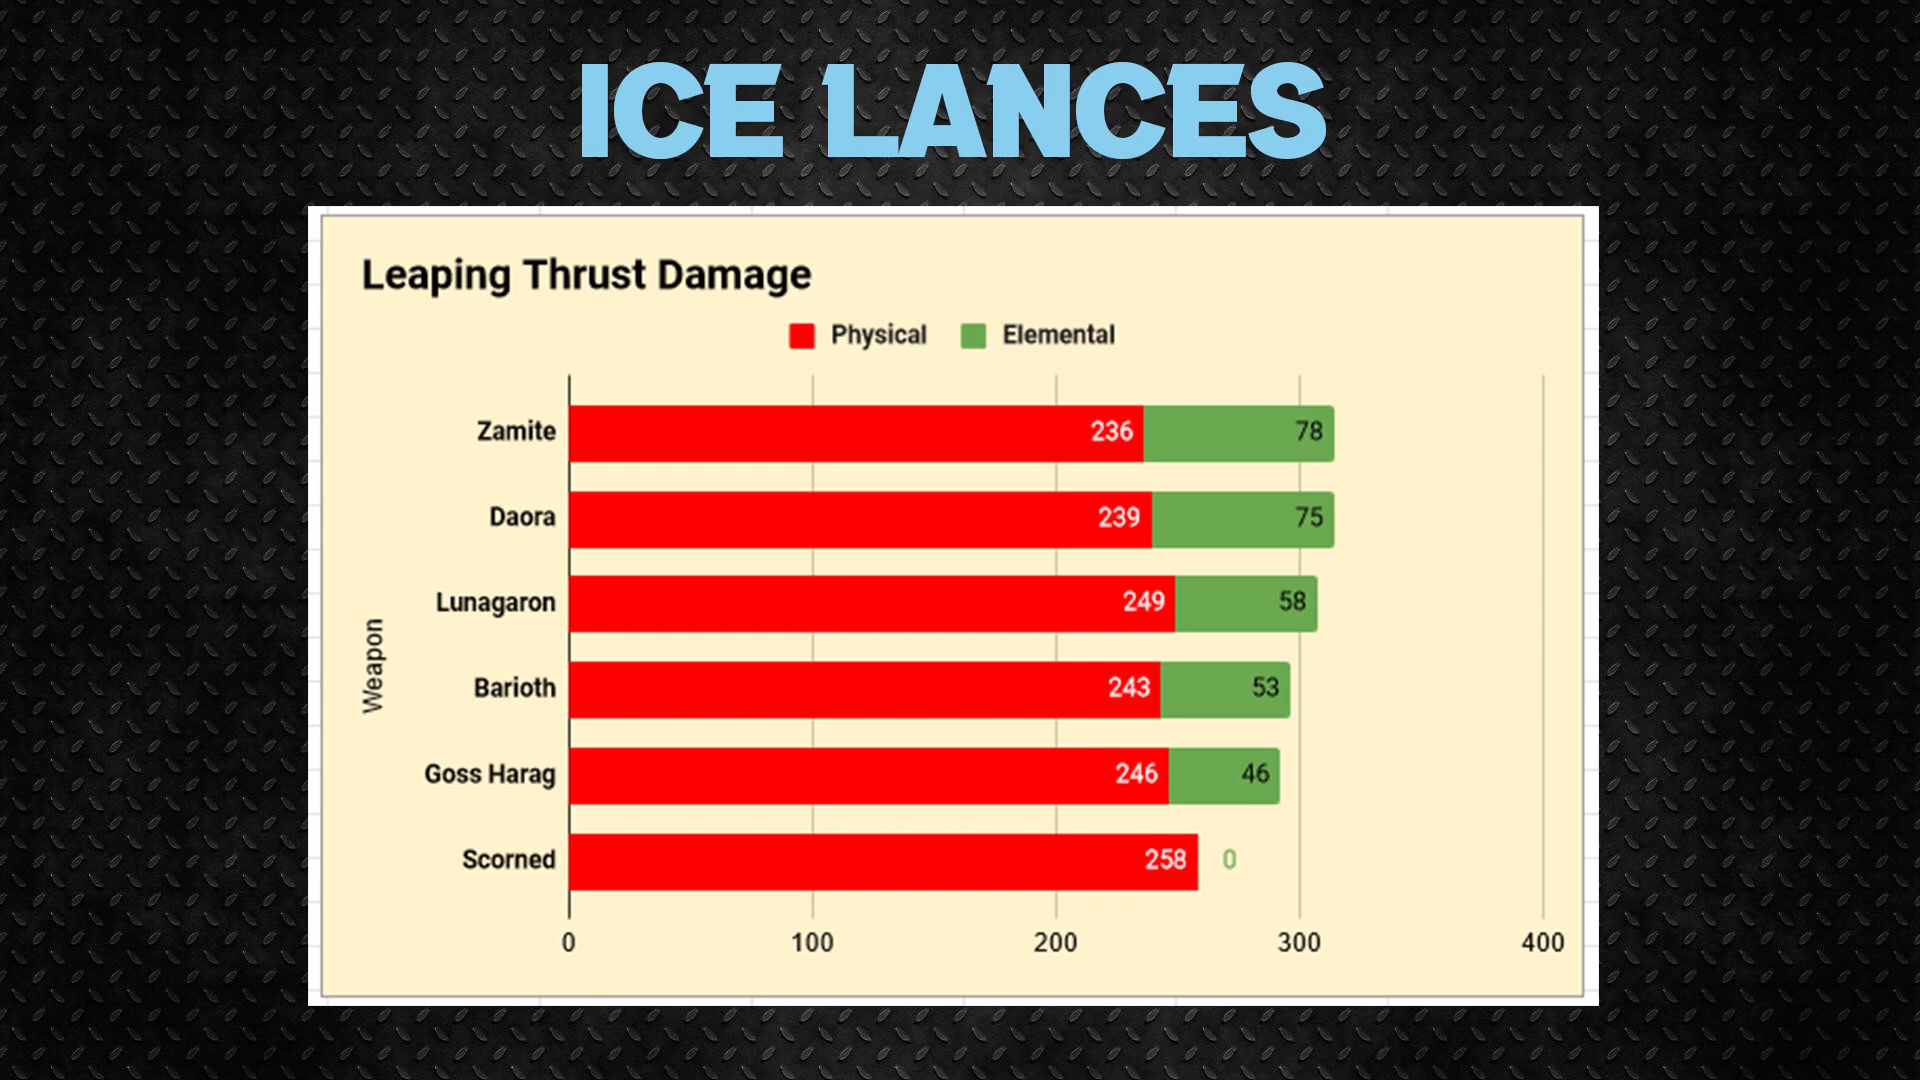 ICE LANCES
Leaping Thrust Damage
Physical Elemental
Weapon
Zamite 236 78
Daora 239 75
Lunagaron 249 58
Barioth 243 53
Goss Harag 246 46
Scorned 258 0
0 100 200 300 400